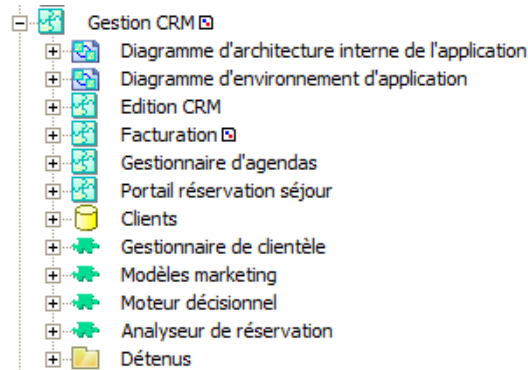 Gestion CRM
Diagramme d'architecture interne de l'application
Diagramme d'environnement d'application
Edition CRM
Facturation
Gestionnaire d'agendas
Portail réservation séjour
Clients
Gestionnaire de clientèle
Modèles marketing
Moteur décisionnel
Analyseur de réservation
Détenus